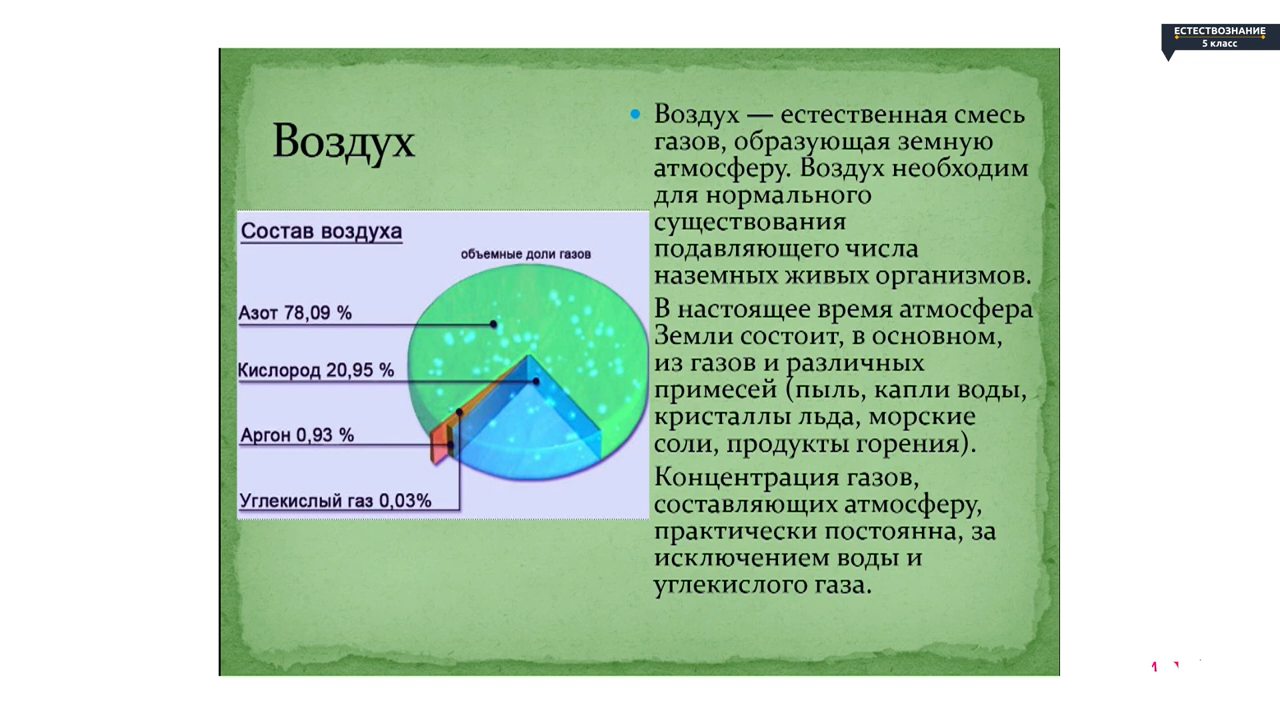 ЕСТЕСТВОЗНАНИЕ
5 класс
Воздух
Состав воздуха
объемные доли газов
Азот 78,09 %
Кислород 20,95 %
Аргон 0,93 %
Углекислый газ 0,03%
Воздух — естественная смесь
газов, образующая земную
атмосферу. Воздух необходим
для нормального
существования
подавляющего числа
наземных живых организмов.
В настоящее время атмосфера
Земли состоит, в основном,
из газов и различных
примесей (пыль, капли воды,
кристаллы льда, морские
соли, продукты горения).
Концентрация газов,
составляющих атмосферу,
практически постоянна, за
исключением воды и
углекислого газа.